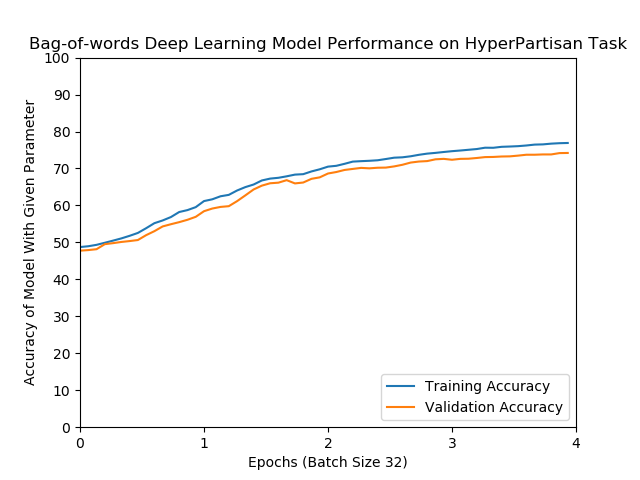 Bag-of-words Deep Learning Model Performance on HyperPartisan Task
100
90
80
70
60
50
40
30
20
10
0
Accuracy of Model With Given Parameter
Training Accuracy
Validation Accuracy
0 1 2 3 4
Epochs (Batch Size 32)